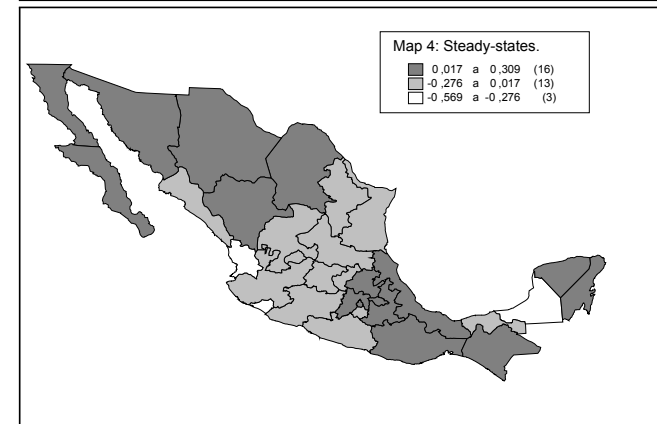 Map 4: Steady-states.
0,017 a 0,309 (16)
-0,276 a 0,017 (13)
-0,569 a -0,276 (3)